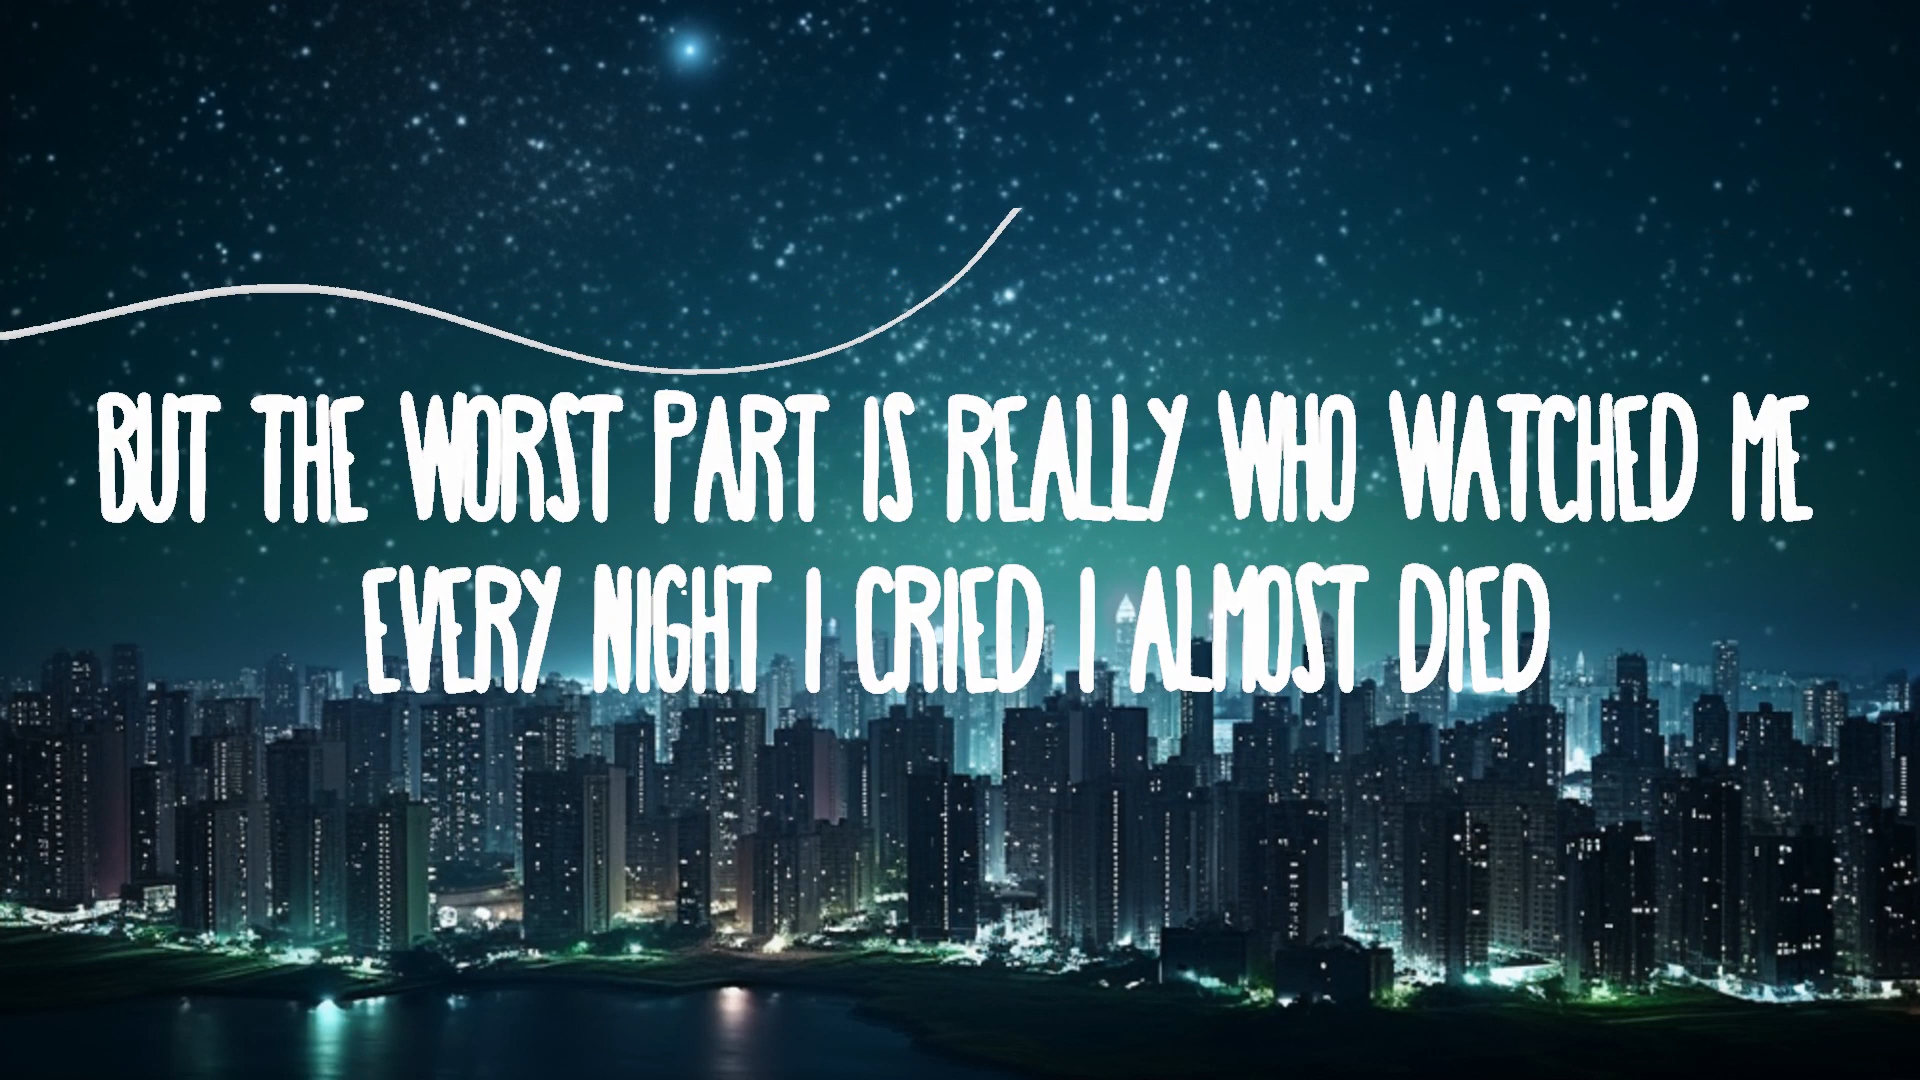 BUT THE WORST PART IS REALLY WHO WATCHED ME
EVERY NIGHT I CRIED I ALMOST DIED